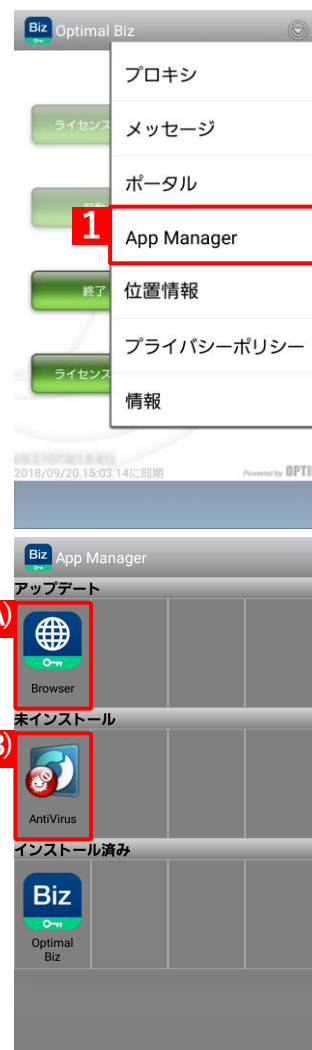 Biz Optimal Biz
プロキシ
ライセンス
メッセージ
ポータル
1
App Manager
終了
位置情報
プライバシーポリシー
ライセンス
情報
2018/09/20 15:03:14に同期
Powered by OPTI
Biz App Manager
アップデート
Browser
未インストール
AntiVirus
インストール済み
Biz
Optimal
Biz